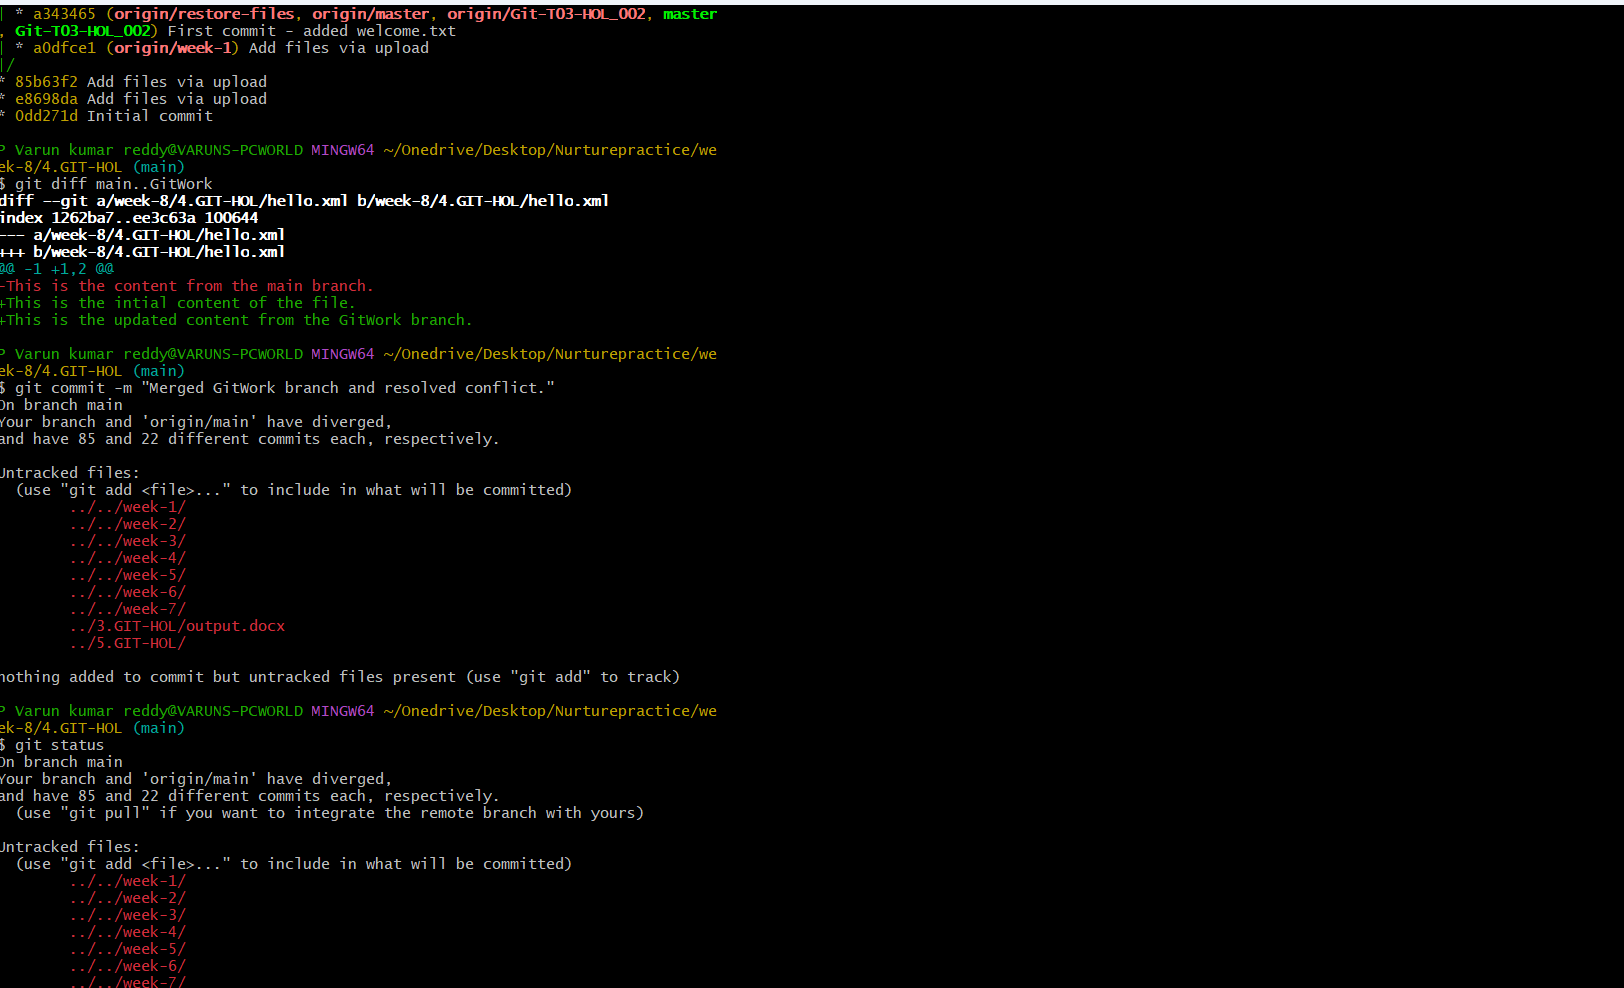 | * a343465 (origin/restore-files, origin/master, origin/Git-T03-HOL_002, master
, Git-T03-HOL_002) First commit - added welcome.txt
| * a0dfce1 (origin/week-1) Add files via upload
|/
* 85b63f2 Add files via upload
* e8698da Add files via upload
* 0dd271d Initial commit
P Varun kumar reddy@VARUNS-PCWORLD MINGW64 ~/Onedrive/Desktop/Nurturepractice/we
ek-8/4.GIT-HOL (main)
$ git diff main..GitWork
diff --git a/week-8/4.GIT-HOL/hello.xml b/week-8/4.GIT-HOL/hello.xml
index 1262ba7..ee3c63a 100644
--- a/week-8/4.GIT-HOL/hello.xml
+++ b/week-8/4.GIT-HOL/hello.xml
@@ -1 +1,2 @@
-This is the content from the main branch.
+This is the intial content of the file.
+This is the updated content from the GitWork branch.
P Varun kumar reddy@VARUNS-PCWORLD MINGW64 ~/Onedrive/Desktop/Nurturepractice/we
ek-8/4.GIT-HOL (main)
$ git commit -m "Merged GitWork branch and resolved conflict."
On branch main
Your branch and 'origin/main' have diverged,
and have 85 and 22 different commits each, respectively.
Untracked files:
(use "git add <file>..." to include in what will be committed)
../../week-1/
../../week-2/
../../week-3/
../../week-4/
../../week-5/
../../week-6/
../../week-7/
../3.GIT-HOL/output.docx
../5.GIT-HOL/
nothing added to commit but untracked files present (use "git add" to track)
P Varun kumar reddy@VARUNS-PCWORLD MINGW64 ~/Onedrive/Desktop/Nurturepractice/we
ek-8/4.GIT-HOL (main)
$ git status
On branch main
Your branch and 'origin/main' have diverged,
and have 85 and 22 different commits each, respectively.
(use "git pull" if you want to integrate the remote branch with yours)
Untracked files:
(use "git add <file>..." to include in what will be committed)
../../week-1/
../../week-2/
../../week-3/
../../week-4/
../../week-5/
../../week-6/
../../week-7/